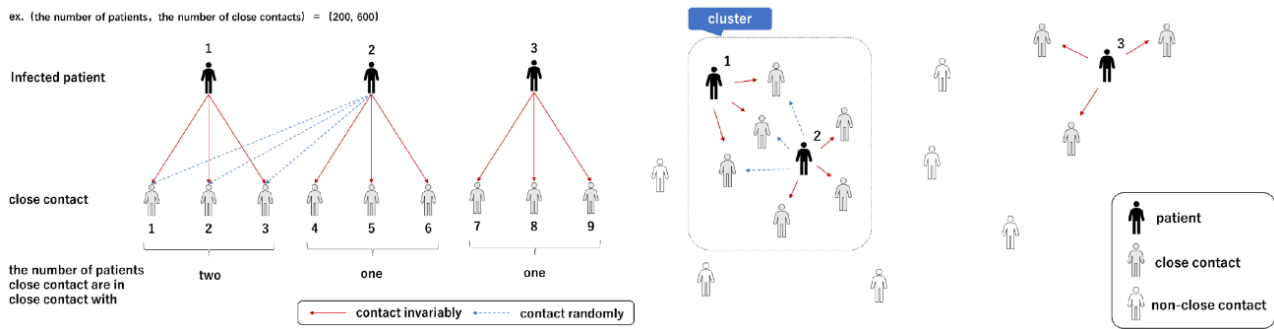 ex. (the number of patients, the number of close contacts) = (200, 600)
1 2 3
Infected patient
close contact
1 2 3 4 5 6 7 8 9
the number of patients
close contact are in
close contact with
two one one
contact invariably contact randomly
cluster
1
2
3
patient
close contact
non-close contact